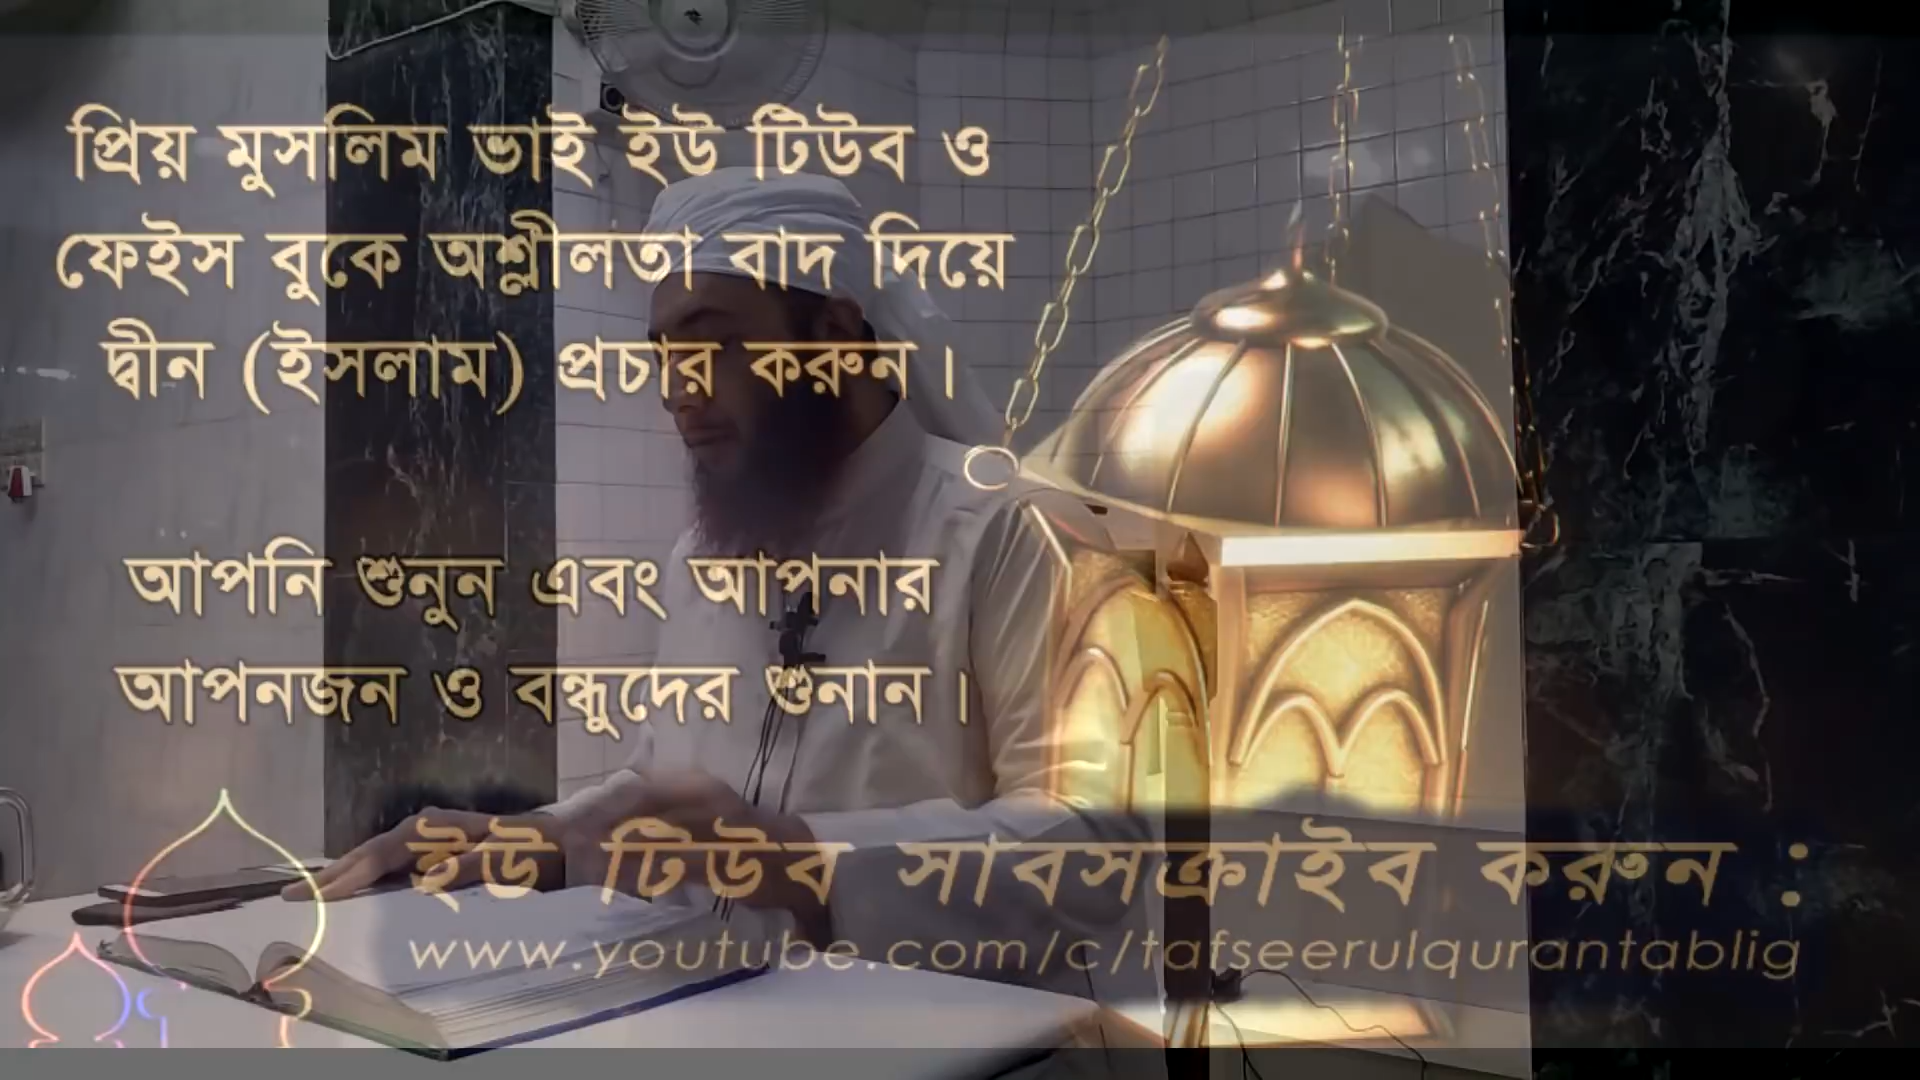 প্রিয় মুসলিম ভাই ইউ টিউব ও
ফেইস বুকে অশ্লীলতা বাদ দিয়ে
দ্বীন (ইসলাম) প্রচার করুন।
আপনি শুনুন এবং আপনার
আপনজন ও বন্ধুদের শুনান।
ইউ টিউব সাবসক্রাইব করুন :
www.youtube.com/c/tafseerulqurantablig